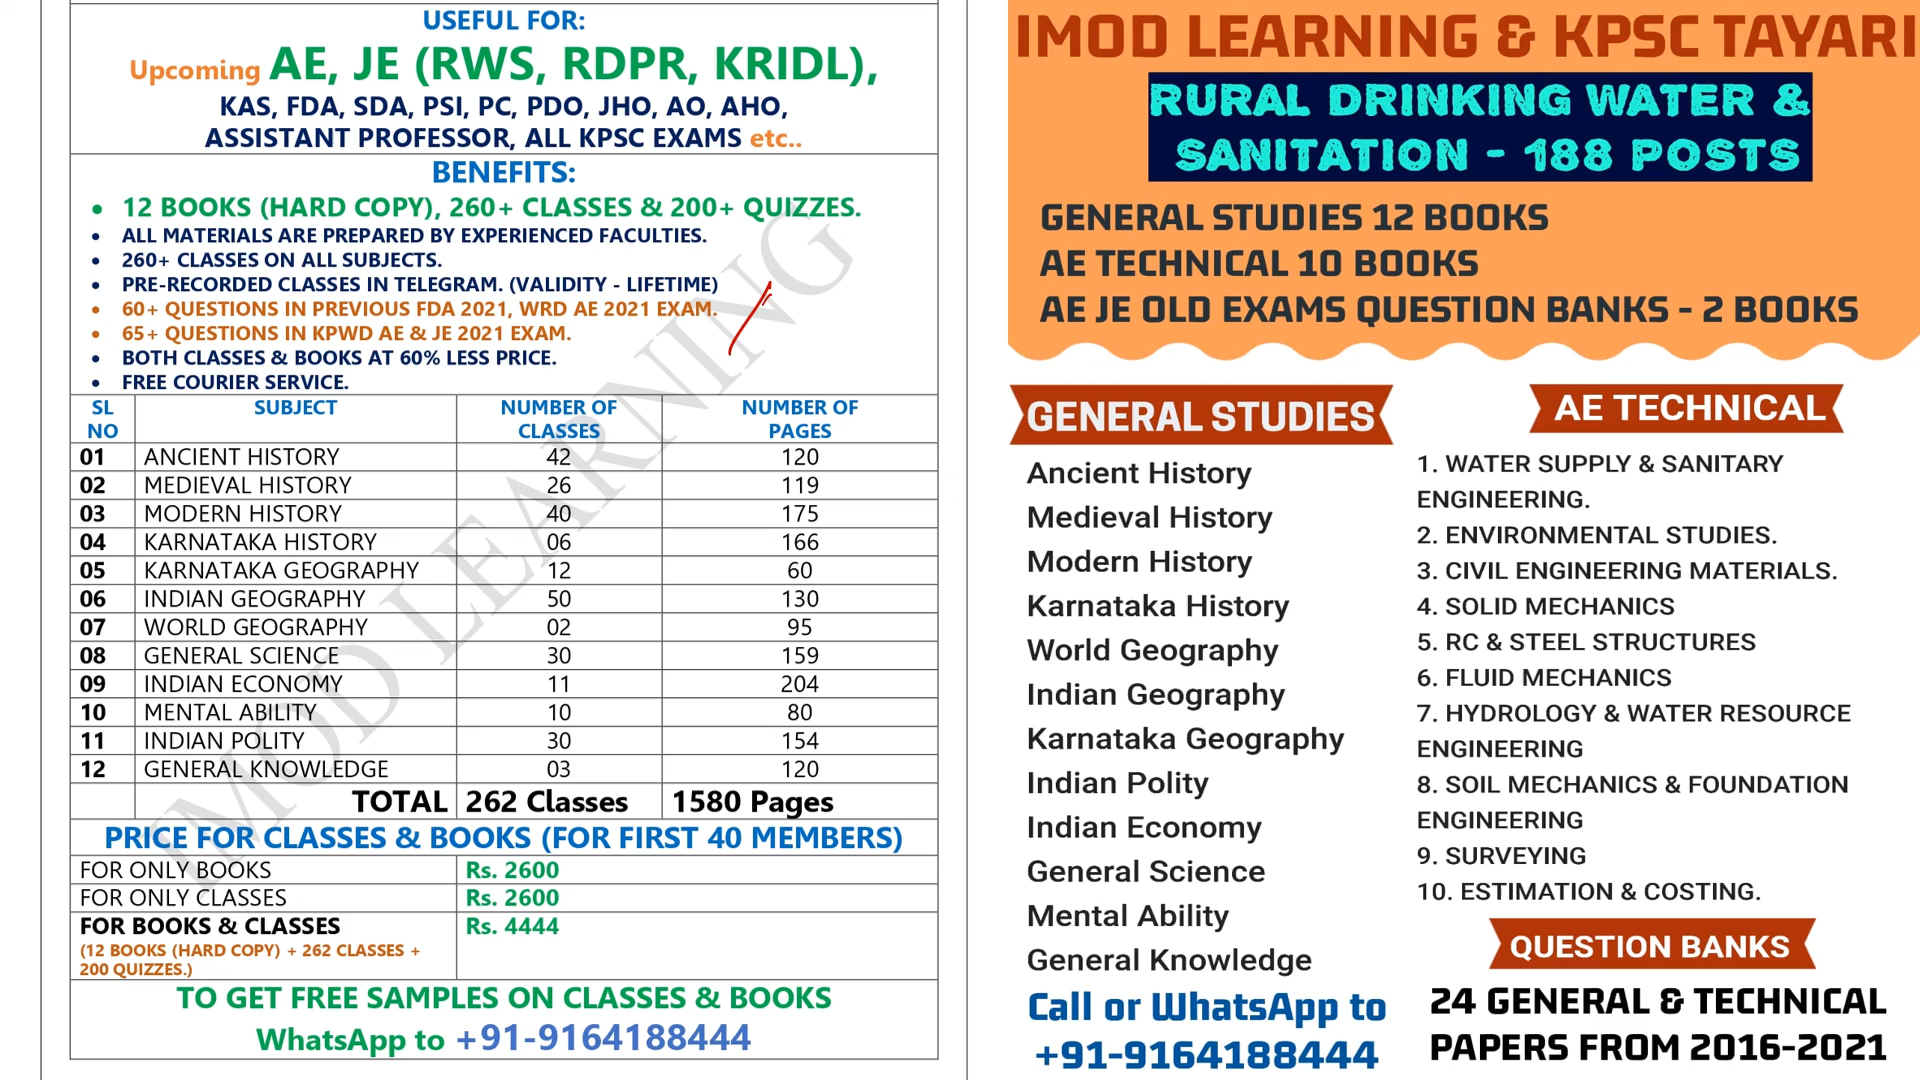 USEFUL FOR:
Upcoming AE, JE (RWS, RDPR, KRIDL),
KAS, FDA, SDA, PSI, PC, PDO, JHO, AO, AHO,
ASSISTANT PROFESSOR, ALL KPSC EXAMS etc..
BENEFITS:
• 12 BOOKS (HARD COPY), 260+ CLASSES & 200+ QUIZZES.
• ALL MATERIALS ARE PREPARED BY EXPERIENCED FACULTIES.
• 260+ CLASSES ON ALL SUBJECTS.
• PRE-RECORDED CLASSES IN TELEGRAM. (VALIDITY - LIFETIME)
• 60+ QUESTIONS IN PREVIOUS FDA 2021, WRD AE 2021 EXAM.
• 65+ QUESTIONS IN KPWD AE & JE 2021 EXAM.
• BOTH CLASSES & BOOKS AT 60% LESS PRICE.
• FREE COURIER SERVICE.
SL NO SUBJECT NUMBER OF CLASSES NUMBER OF PAGES
01 ANCIENT HISTORY 42 120
02 MEDIEVAL HISTORY 26 119
03 MODERN HISTORY 40 175
04 KARNATAKA HISTORY 06 166
05 KARNATAKA GEOGRAPHY 12 60
06 INDIAN GEOGRAPHY 50 130
07 WORLD GEOGRAPHY 02 95
08 GENERAL SCIENCE 30 159
09 INDIAN ECONOMY 11 204
10 MENTAL ABILITY 10 80
11 INDIAN POLITY 30 154
12 GENERAL KNOWLEDGE 03 120
TOTAL 262 Classes 1580 Pages
PRICE FOR CLASSES & BOOKS (FOR FIRST 40 MEMBERS)
FOR ONLY BOOKS Rs. 2600
FOR ONLY CLASSES Rs. 2600
FOR BOOKS & CLASSES Rs. 4444
(12 BOOKS (HARD COPY) + 262 CLASSES +
200 QUIZZES.)
TO GET FREE SAMPLES ON CLASSES & BOOKS
WhatsApp to +91-9164188444
IMOD LEARNING
IMOD LEARNING & KPSC TAYARI
RURAL DRINKING WATER &
SANITATION - 188 POSTS
GENERAL STUDIES 12 BOOKS
AE TECHNICAL 10 BOOKS
AE JE OLD EXAMS QUESTION BANKS - 2 BOOKS
GENERAL STUDIES
Ancient History
Medieval History
Modern History
Karnataka History
World Geography
Indian Geography
Karnataka Geography
Indian Polity
Indian Economy
General Science
Mental Ability
General Knowledge
Call or WhatsApp to
+91-9164188444
AE TECHNICAL
1. WATER SUPPLY & SANITARY
ENGINEERING.
2. ENVIRONMENTAL STUDIES.
3. CIVIL ENGINEERING MATERIALS.
4. SOLID MECHANICS
5. RC & STEEL STRUCTURES
6. FLUID MECHANICS
7. HYDROLOGY & WATER RESOURCE
ENGINEERING
8. SOIL MECHANICS & FOUNDATION
ENGINEERING
9. SURVEYING
10. ESTIMATION & COSTING.
QUESTION BANKS
24 GENERAL & TECHNICAL
PAPERS FROM 2016-2021